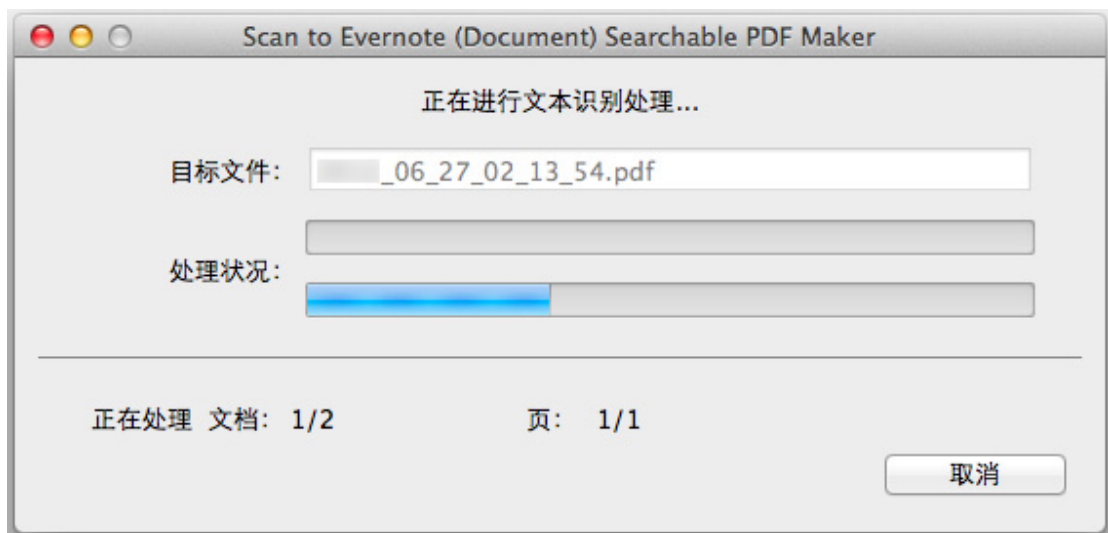 Scan to Evernote (Document) Searchable PDF Maker
正在进行文本识别处理...
目标文件： _06_27_02_13_54.pdf
处理状况：
正在处理 文档： 1/2 页： 1/1
取消